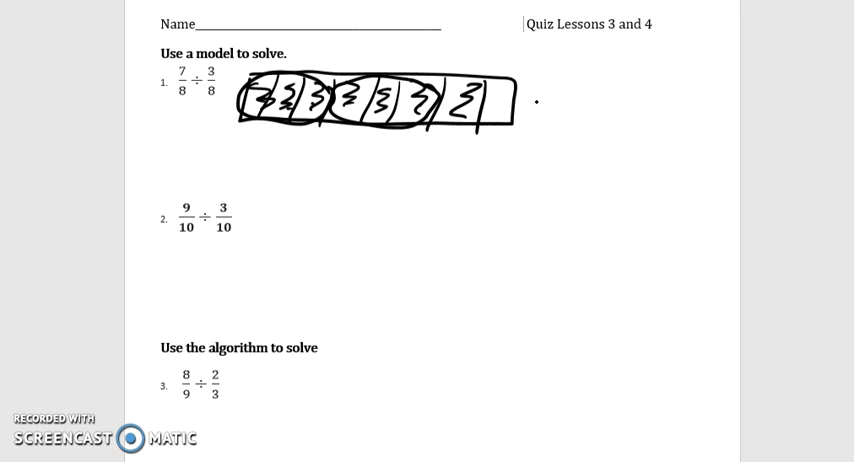 Name________________________ Quiz Lessons 3 and 4
Use a model to solve.
1. 7/8 ÷ 3/8
2. 9/10 ÷ 3/10
Use the algorithm to solve
3. 8/9 ÷ 2/3
RECORDED WITH
SCREENCAST MATIC